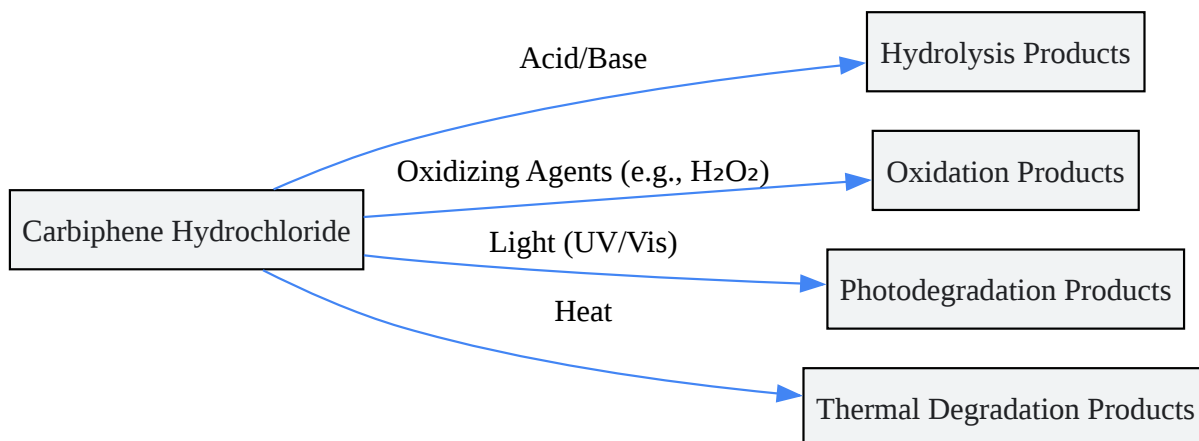 Carbiphene Hydrochloride
Acid/Base
Hydrolysis Products
Oxidizing Agents (e.g., H₂O₂)
Oxidation Products
Light (UV/Vis)
Photodegradation Products
Heat
Thermal Degradation Products